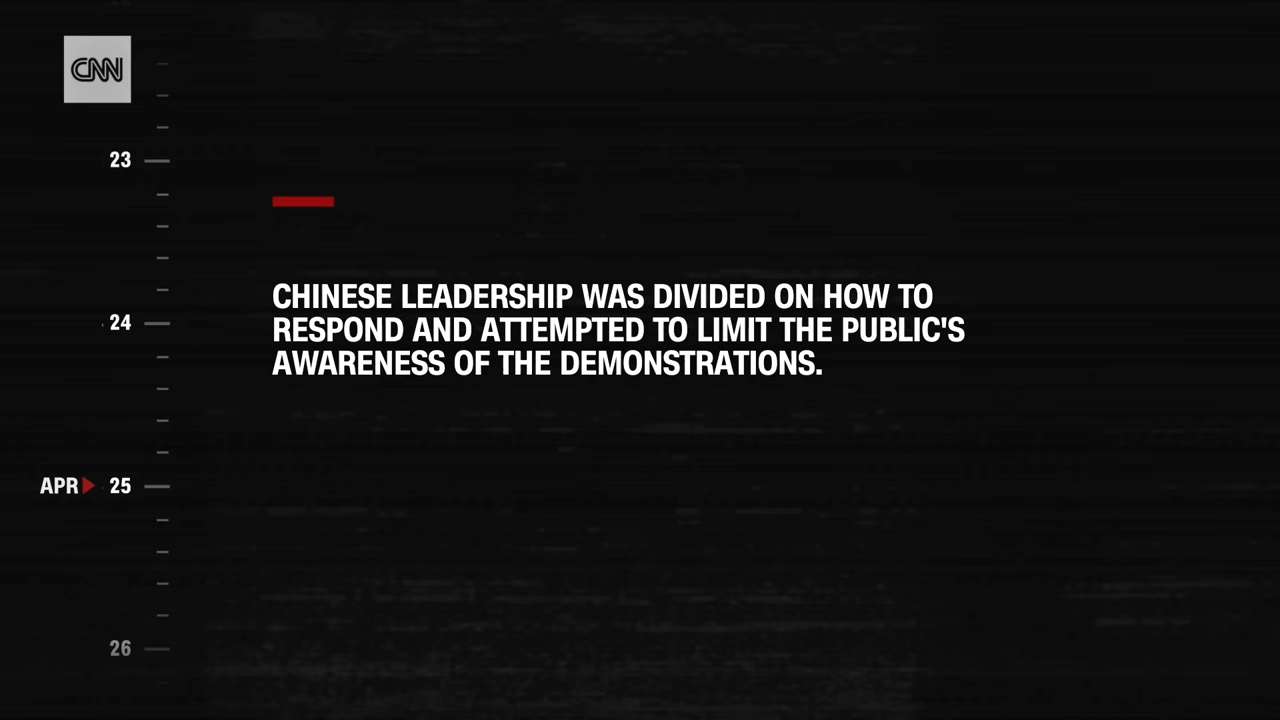 CNN
23
CHINESE LEADERSHIP WAS DIVIDED ON HOW TO
RESPOND AND ATTEMPTED TO LIMIT THE PUBLIC'S
AWARENESS OF THE DEMONSTRATIONS.
24
APR 25
26